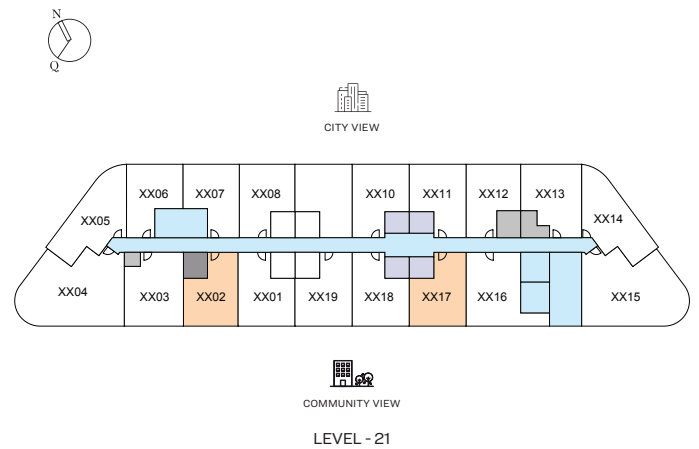 N
Q
CITY VIEW
XX06 XX07 XX08 XX10 XX11 XX12 XX13
XX05 XX14
XX04 XX03 XX02 XX01 XX19 XX18 XX17 XX16 XX15
COMMUNITY VIEW
LEVEL - 21